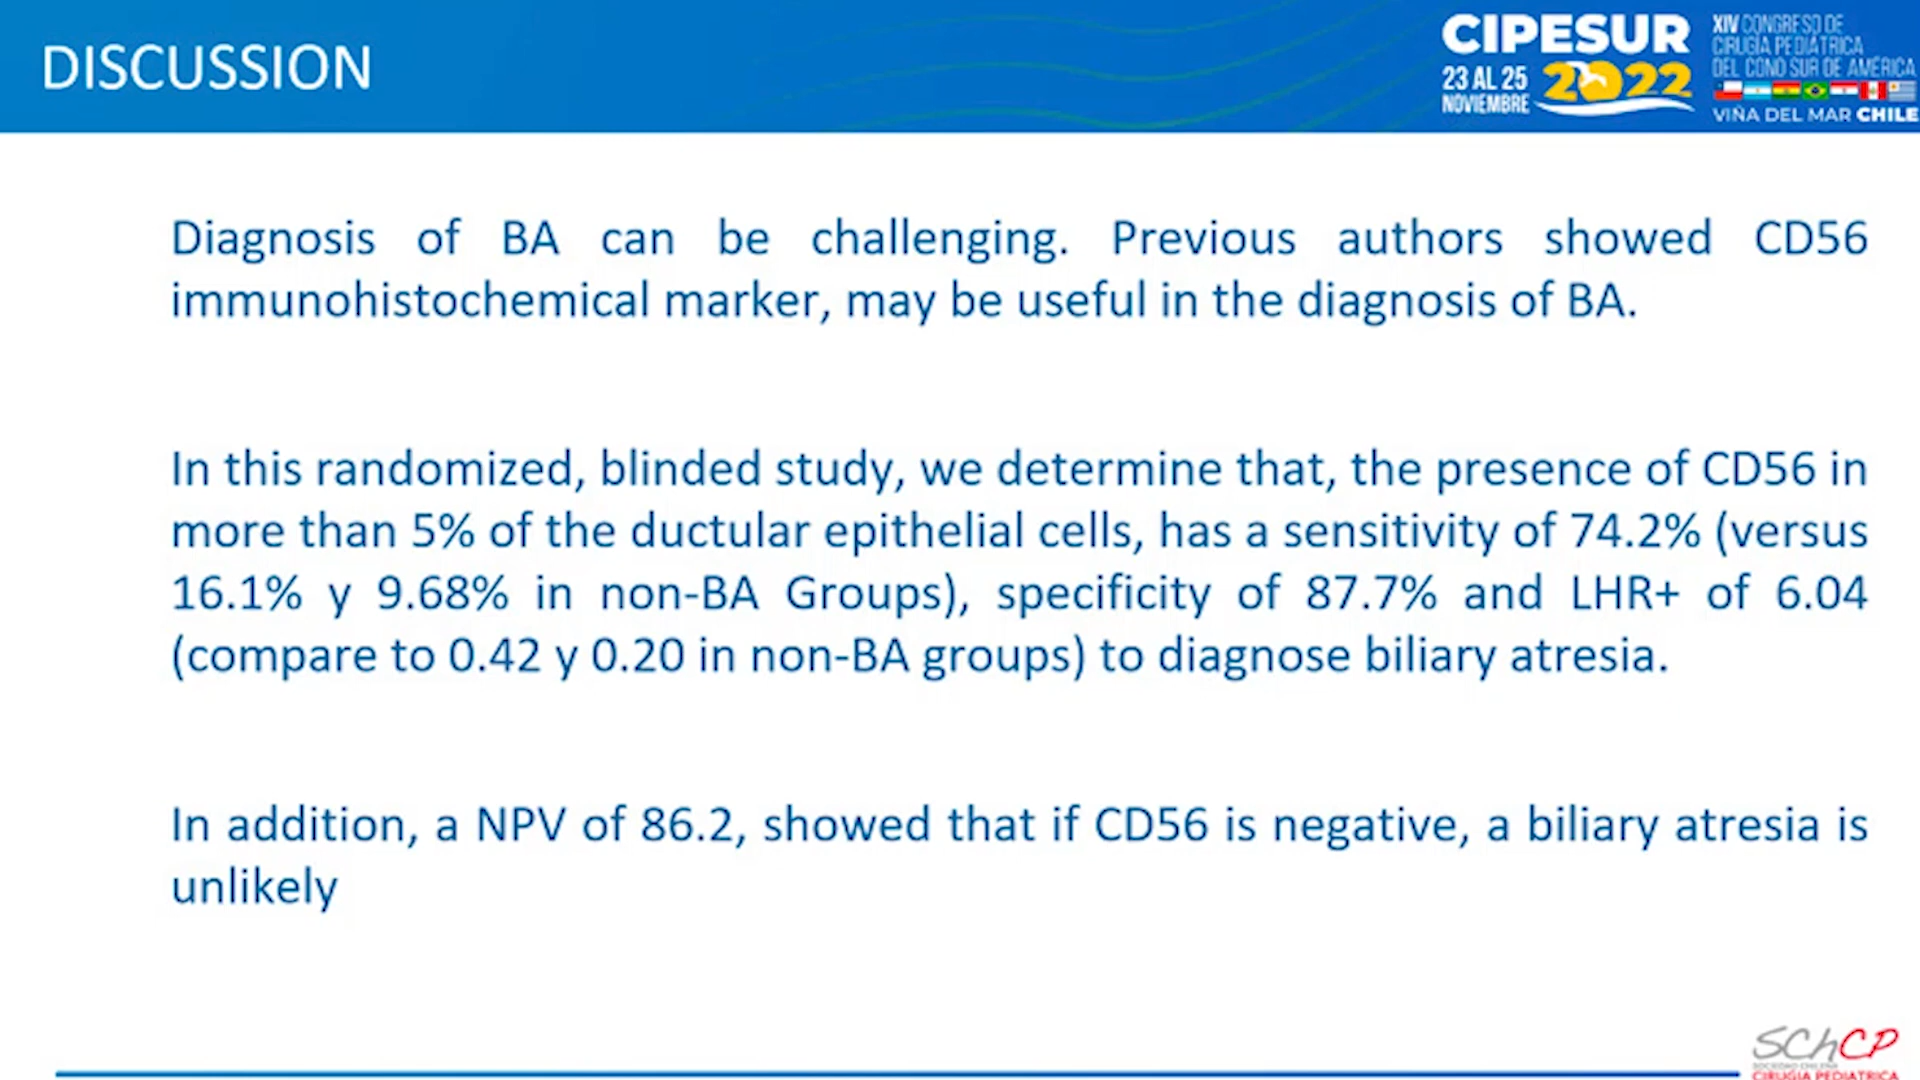 DISCUSSION
CIPESUR
23 AL 25
NOVIEMBRE
2022
XIV CONGRESO DE
CIRUGÍA PEDIÁTRICA
DEL CONO SUR DE AMÉRICA
VIÑA DEL MAR CHILE
Diagnosis of BA can be challenging. Previous authors showed CD56
immunohistochemical marker, may be useful in the diagnosis of BA.
In this randomized, blinded study, we determine that, the presence of CD56 in
more than 5% of the ductular epithelial cells, has a sensitivity of 74.2% (versus
16.1% y 9.68% in non-BA Groups), specificity of 87.7% and LHR+ of 6.04
(compare to 0.42 y 0.20 in non-BA groups) to diagnose biliary atresia.
In addition, a NPV of 86.2, showed that if CD56 is negative, a biliary atresia is
unlikely
SChCP
SOCIEDAD CHILENA
CIRUGÍA PEDIÁTRICA